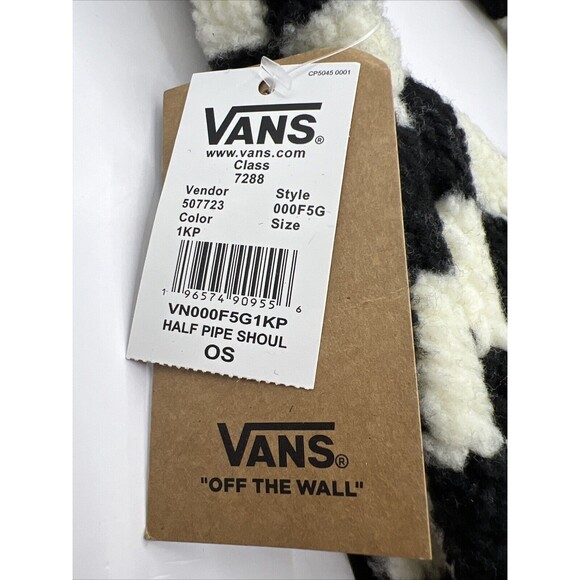 CP5045 0001
VANS®
www.vans.com
Class
7288
Vendor Style
507723 000F5G
Color Size
1KP
1 96574 90955 6
VN000F5G1KP
HALF PIPE SHOUL
OS
VANS®
"OFF THE WALL"